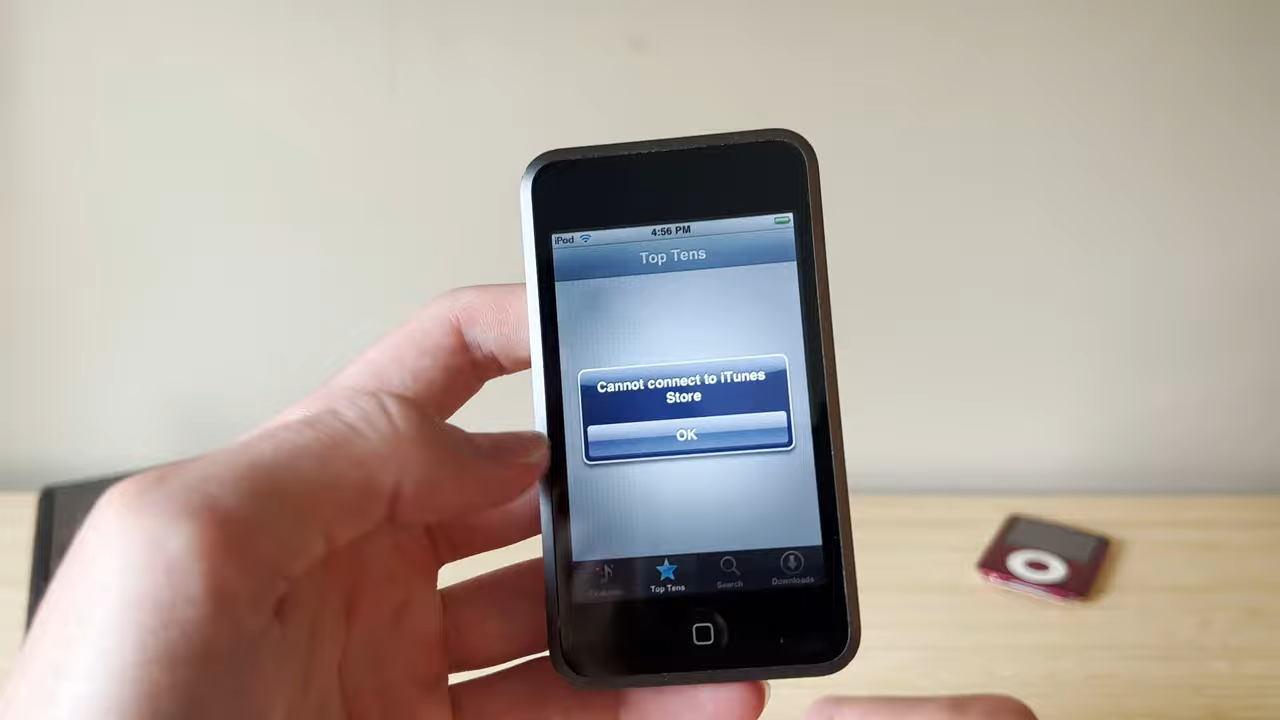 iPod 4:56 PM
Top Tens
Cannot connect to iTunes
Store
OK
Top Tens Search Downloads